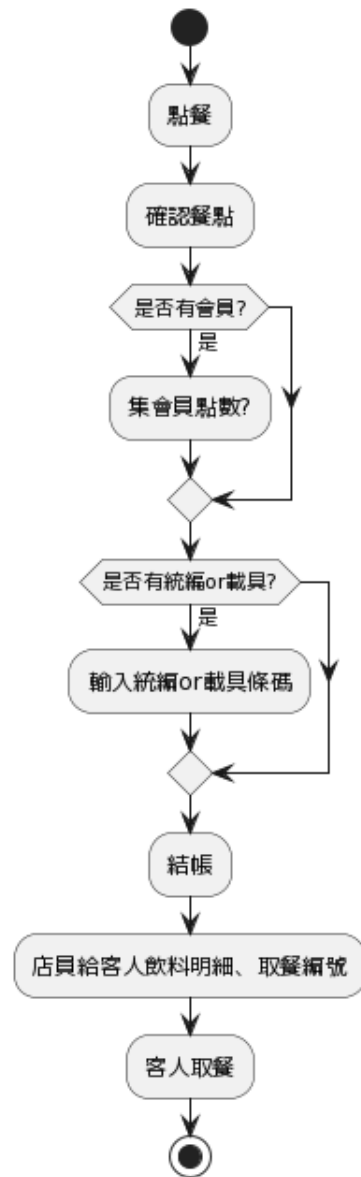 點餐
確認餐點
是否有會員?
是
集會員點數?
是否有統編or載具?
是
輸入統編or載具條碼
結帳
店員給客人飲料明細、取餐編號
客人取餐